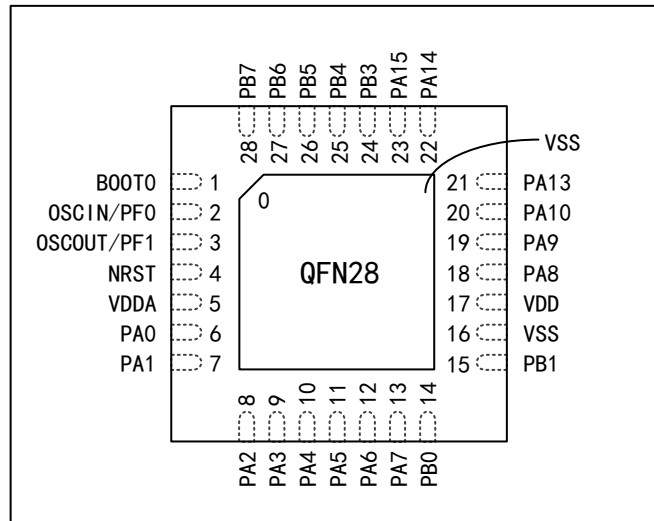 PB7 PB6 PB5 PB4 PB3 PA15 PA14
28 27 26 25 24 23 22
VSS
BOOT0 1
OSCIN/PF0 2
OSCOUT/PF1 3
NRST 4
VDDA 5
PA0 6
PA1 7
0
QFN28
21 PA13
20 PA10
19 PA9
18 PA8
17 VDD
16 VSS
15 PB1
8 9 10 11 12 13 14
PA2 PA3 PA4 PA5 PA6 PA7 PB0